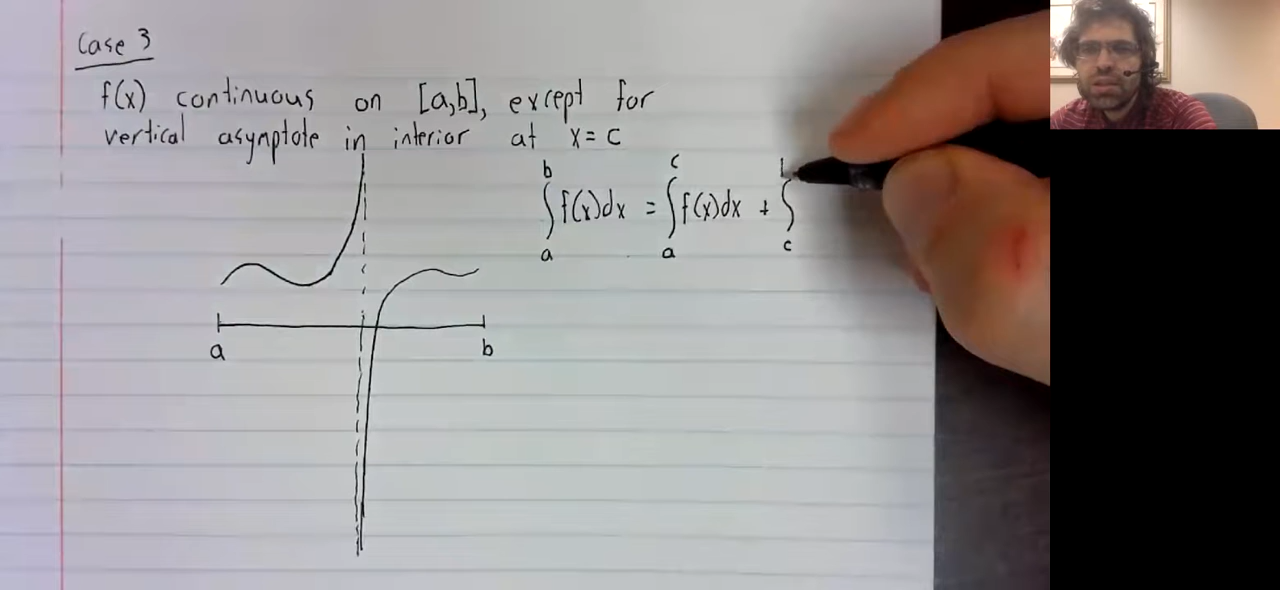 Case 3
f(x) continuous on [a,b], except for
vertical asymptote in interior at x = c
b c
∫ f(x)dx = ∫ f(x)dx + ∫
a a c
a b